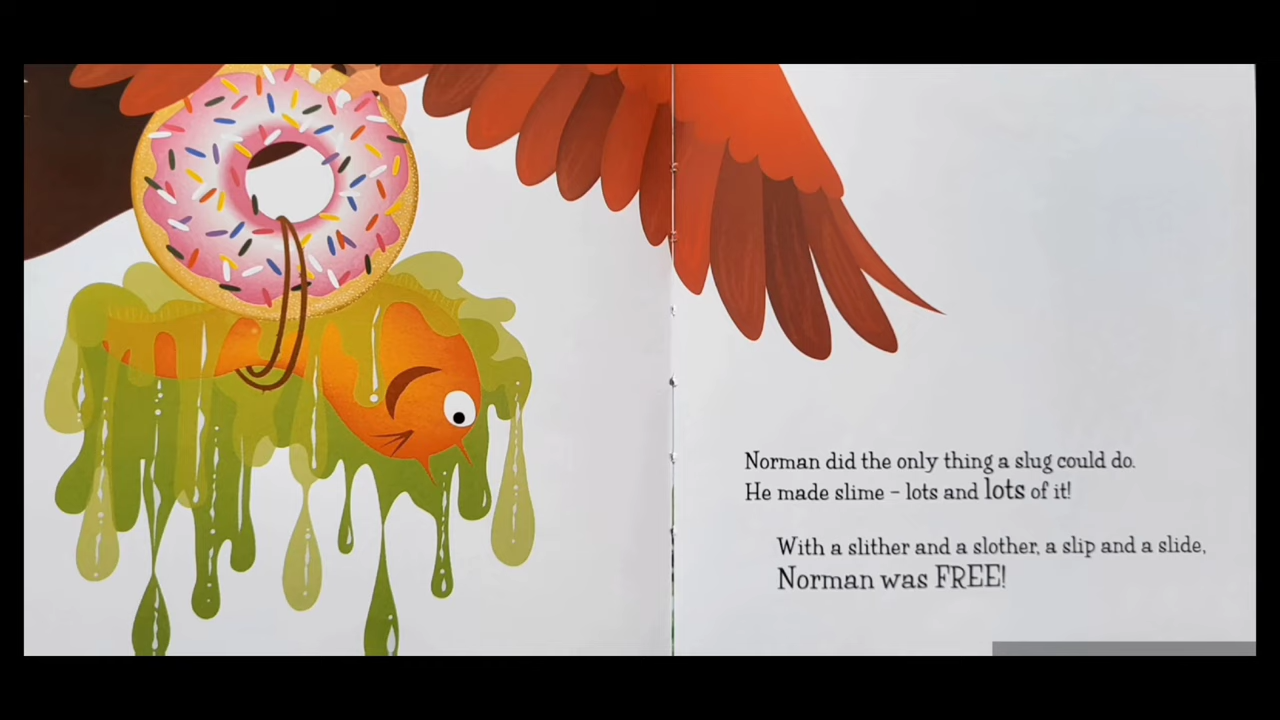 Norman did the only thing a slug could do.
He made slime – lots and lots of it!
With a slither and a slother, a slip and a slide,
Norman was FREE!